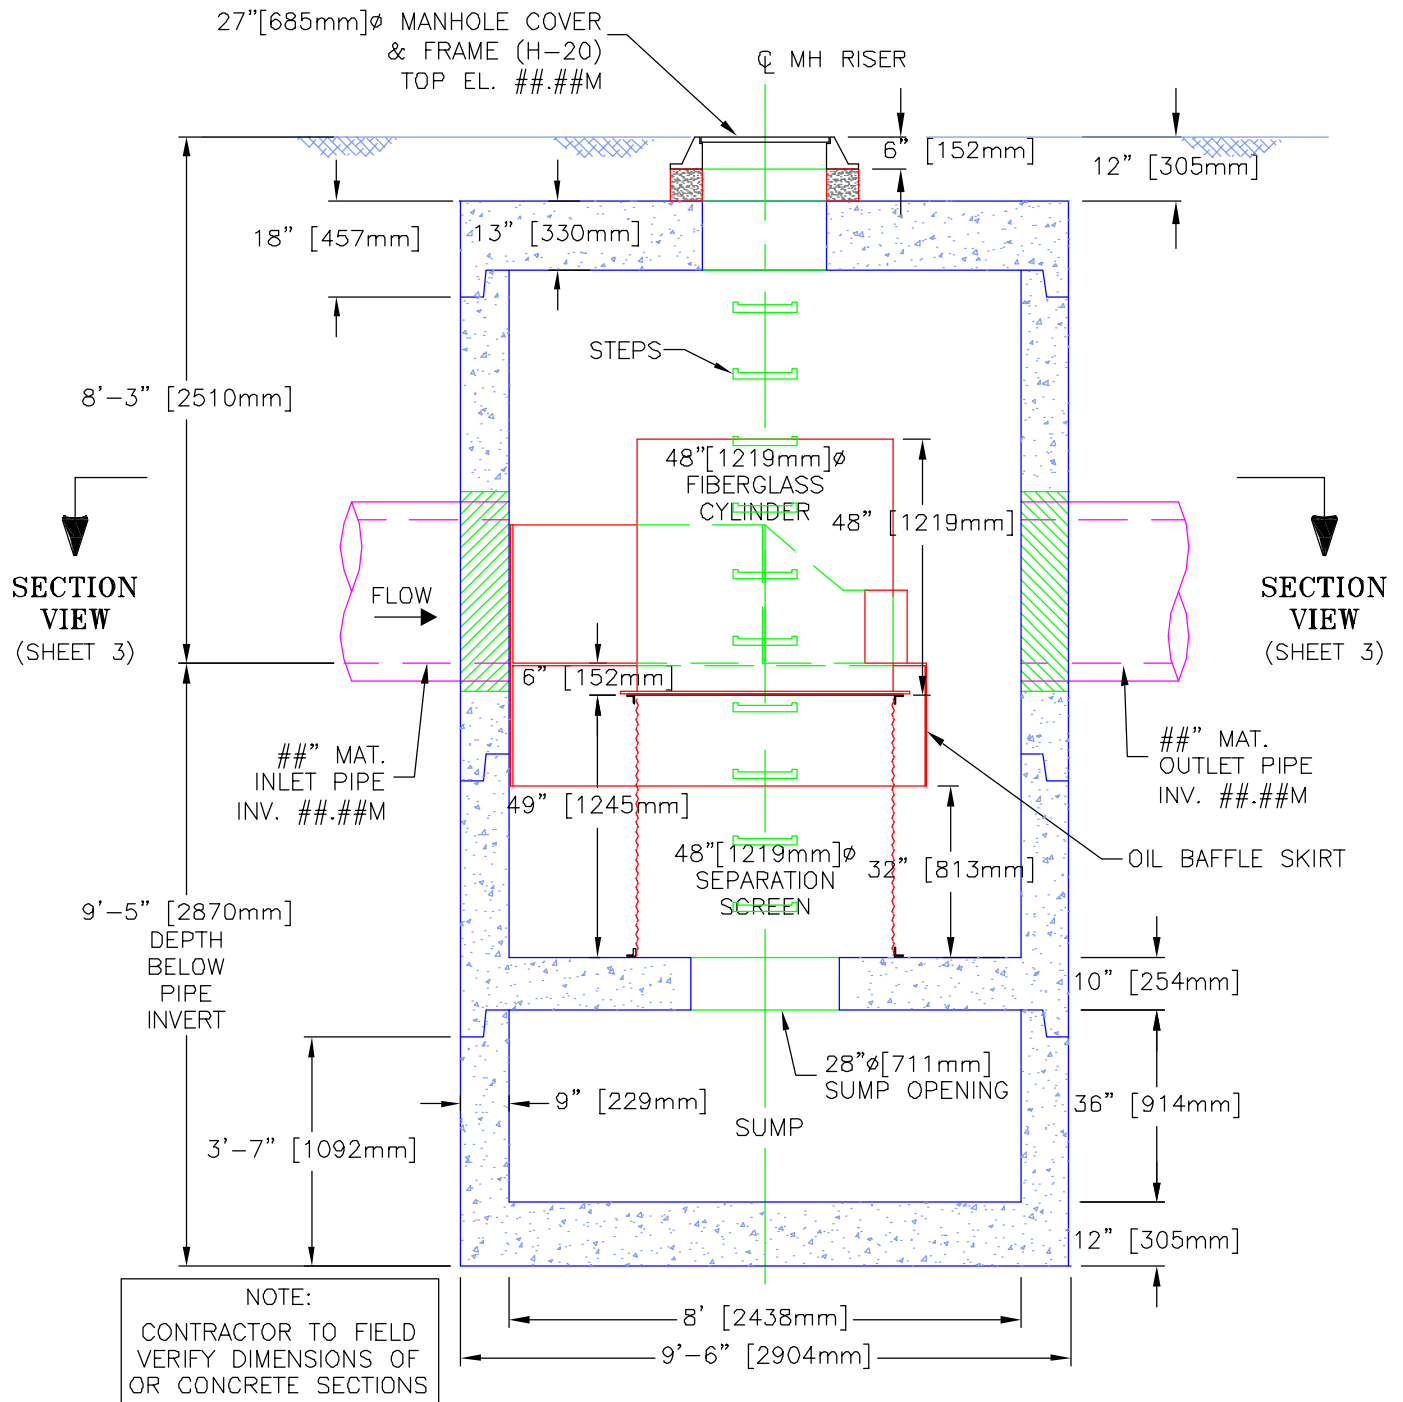 27"[685mm]ø MANHOLE COVER
& FRAME (H-20)
TOP EL. ##.##M
℄ MH RISER
6" [152mm]
12" [305mm]
18" [457mm]
13" [330mm]
STEPS
8'-3" [2510mm]
48"[1219mm]ø
FIBERGLASS
CYLINDER
48" [1219mm]
SECTION
VIEW
(SHEET 3)
FLOW
SECTION
VIEW
(SHEET 3)
6" [152mm]
##" MAT.
INLET PIPE
INV. ##.##M
##" MAT.
OUTLET PIPE
INV. ##.##M
49" [1245mm]
48"[1219mm]ø
SEPARATION
SCREEN
32" [813mm]
OIL BAFFLE SKIRT
9'-5" [2870mm]
DEPTH
BELOW
PIPE
INVERT
10" [254mm]
28"ø[711mm]
SUMP OPENING
9" [229mm]
36" [914mm]
SUMP
3'-7" [1092mm]
12" [305mm]
NOTE:
CONTRACTOR TO FIELD
VERIFY DIMENSIONS OF
OR CONCRETE SECTIONS
8' [2438mm]
9'-6" [2904mm]